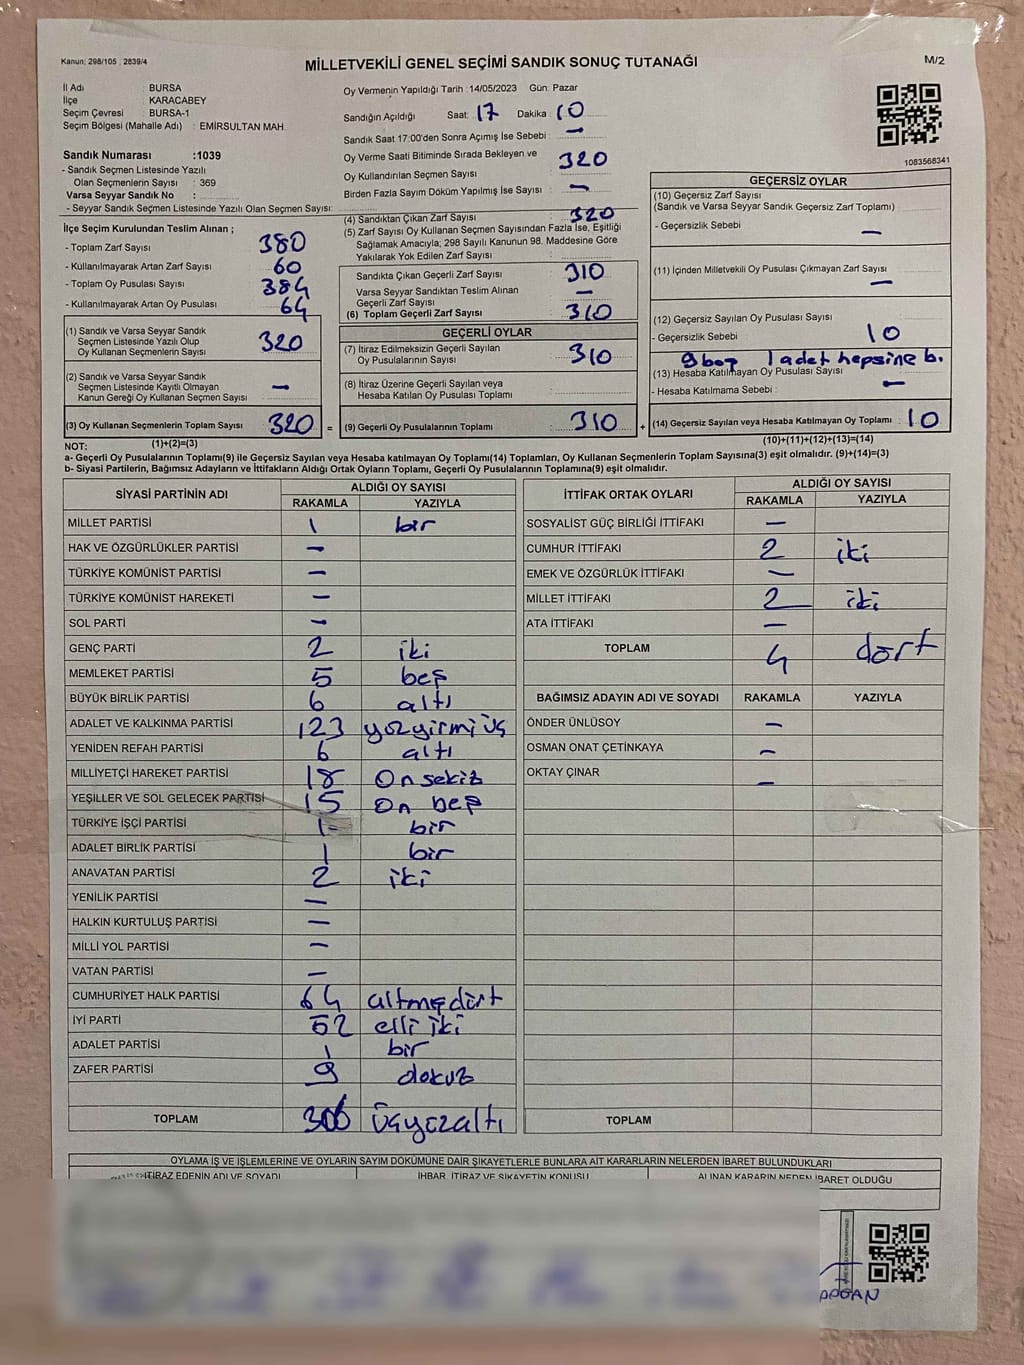 Kanun: 298/105 , 2839/4
MİLLETVEKİLİ GENEL SEÇİMİ SANDIK SONUÇ TUTANAĞI
M/2
İl Adı BURSA
İlçe KARACABEY
Seçim Çevresi BURSA-1
Seçim Bölgesi (Mahalle Adı) : EMİRSULTAN MAH.
Sandık Numarası :1039
- Sandık Seçmen Listesinde Yazılı
Olan Seçmenlerin Sayısı : 369
Varsa Seyyar Sandık No :
- Seyyar Sandık Seçmen Listesinde Yazılı Olan Seçmen Sayısı:
Oy Vermenin Yapıldığı Tarih : 14/05/2023 Gün: Pazar
Sandığın Açıldığı Saat: 17 Dakika : 10
Sandık Saat 17:00'den Sonra Açılmış İse Sebebi : -
Oy Verme Saati Bitiminde Sırada Bekleyen ve
Oy Kullandırılan Seçmen Sayısı : 320
Birden Fazla Sayım Döküm Yapılmış İse Sayısı : -
1083568341
İlçe Seçim Kurulundan Teslim Alınan ;
- Toplam Zarf Sayısı 380
- Kullanılmayarak Artan Zarf Sayısı 60
- Toplam Oy Pusulası Sayısı 384
- Kullanılmayarak Artan Oy Pusulası 64
(1) Sandık ve Varsa Seyyar Sandık
Seçmen Listesinde Yazılı Olup
Oy Kullanan Seçmenlerin Sayısı : 320
(2) Sandık ve Varsa Seyyar Sandık
Seçmen Listesinde Kayıtlı Olmayan
Kanun Gereği Oy Kullanan Seçmen Sayısı : -
(3) Oy Kullanan Seçmenlerin Toplam Sayısı : 320 =
(4) Sandıktan Çıkan Zarf Sayısı : 320
(5) Zarf Sayısı Oy Kullanan Seçmen Sayısından Fazla İse, Eşitliği
Sağlamak Amacıyla; 298 Sayılı Kanunun 98. Maddesine Göre
Yakılarak Yok Edilen Zarf Sayısı :
Sandıkta Çıkan Geçerli Zarf Sayısı : 310
Varsa Seyyar Sandıktan Teslim Alınan
Geçerli Zarf Sayısı : -
(6) Toplam Geçerli Zarf Sayısı : 310
GEÇERLİ OYLAR
(7) İtiraz Edilmeksizin Geçerli Sayılan
Oy Pusulalarının Sayısı : 310
(8) İtiraz Üzerine Geçerli Sayılan veya
Hesaba Katılan Oy Pusulası Toplamı :
(9) Geçerli Oy Pusulalarının Toplamı : 310 +
GEÇERSİZ OYLAR
(10) Geçersiz Zarf Sayısı
(Sandık ve Varsa Seyyar Sandık Geçersiz Zarf Toplamı) :
- Geçersizlik Sebebi : -
(11) İçinden Milletvekili Oy Pusulası Çıkmayan Zarf Sayısı : -
(12) Geçersiz Sayılan Oy Pusulası Sayısı :
- Geçersizlik Sebebi : 10
9 boş 1 adet hepsine b.
(13) Hesaba Katılmayan Oy Pusulası Sayısı : -
- Hesaba Katılmama Sebebi :
(14) Geçersiz Sayılan veya Hesaba Katılmayan Oy Toplamı : 10
NOT: (1)+(2)=(3)
(10)+(11)+(12)+(13)=(14)
a- Geçerli Oy Pusulalarının Toplamı(9) ile Geçersiz Sayılan veya Hesaba katılmayan Oy Toplamı(14) Toplamları, Oy Kullanan Seçmenlerin Toplam Sayısına(3) eşit olmalıdır. (9)+(14)=(3)
b- Siyasi Partilerin, Bağımsız Adayların ve İttifakların Aldığı Ortak Oyların Toplamı, Geçerli Oy Pusulalarının Toplamına(9) eşit olmalıdır.
SİYASİ PARTİNİN ADI ALDIĞI OY SAYISI
RAKAMLA YAZIYLA
MİLLET PARTİSİ 1 bir
HAK VE ÖZGÜRLÜKLER PARTİSİ -
TÜRKİYE KOMÜNİST PARTİSİ -
TÜRKİYE KOMÜNİST HAREKETİ -
SOL PARTİ -
GENÇ PARTİ 2 iki
MEMLEKET PARTİSİ 5 beş
BÜYÜK BİRLİK PARTİSİ 6 altı
ADALET VE KALKINMA PARTİSİ 123 yüzyirmi üç
YENİDEN REFAH PARTİSİ 6 altı
MİLLİYETÇİ HAREKET PARTİSİ 18 On sekiz
YEŞİLLER VE SOL GELECEK PARTİSİ 15 On beş
TÜRKİYE İŞÇİ PARTİSİ 1 bir
ADALET BİRLİK PARTİSİ 1 bir
ANAVATAN PARTİSİ 2 iki
YENİLİK PARTİSİ -
HALKIN KURTULUŞ PARTİSİ -
MİLLİ YOL PARTİSİ -
VATAN PARTİSİ -
CUMHURİYET HALK PARTİSİ 64 altmışdört
İYİ PARTİ 52 elli iki
ADALET PARTİSİ 1 bir
ZAFER PARTİSİ 9 dokuz
TOPLAM 306 üçyüzaltı
İTTİFAK ORTAK OYLARI ALDIĞI OY SAYISI
RAKAMLA YAZIYLA
SOSYALİST GÜÇ BİRLİĞİ İTTİFAKI -
CUMHUR İTTİFAKI 2 iki
EMEK VE ÖZGÜRLÜK İTTİFAKI -
MİLLET İTTİFAKI 2 iki
ATA İTTİFAKI -
TOPLAM 4 dört
BAĞIMSIZ ADAYIN ADI VE SOYADI RAKAMLA YAZIYLA
ÖNDER ÜNLÜSOY -
OSMAN ONAT ÇETİNKAYA -
OKTAY ÇINAR -
TOPLAM
OYLAMA İŞ VE İŞLEMLERİNE VE OYLARIN SAYIM DÖKÜMÜNE DAİR ŞİKAYETLERLE BUNLARA AİT KARARLARIN NELERDEN İBARET BULUNDUKLARI
İTİRAZ EDENİN ADI VE SOYADI İHBAR, İTİRAZ VE ŞİKAYETİN KONUSU ALINAN KARARIN NEDEN İBARET OLDUĞU